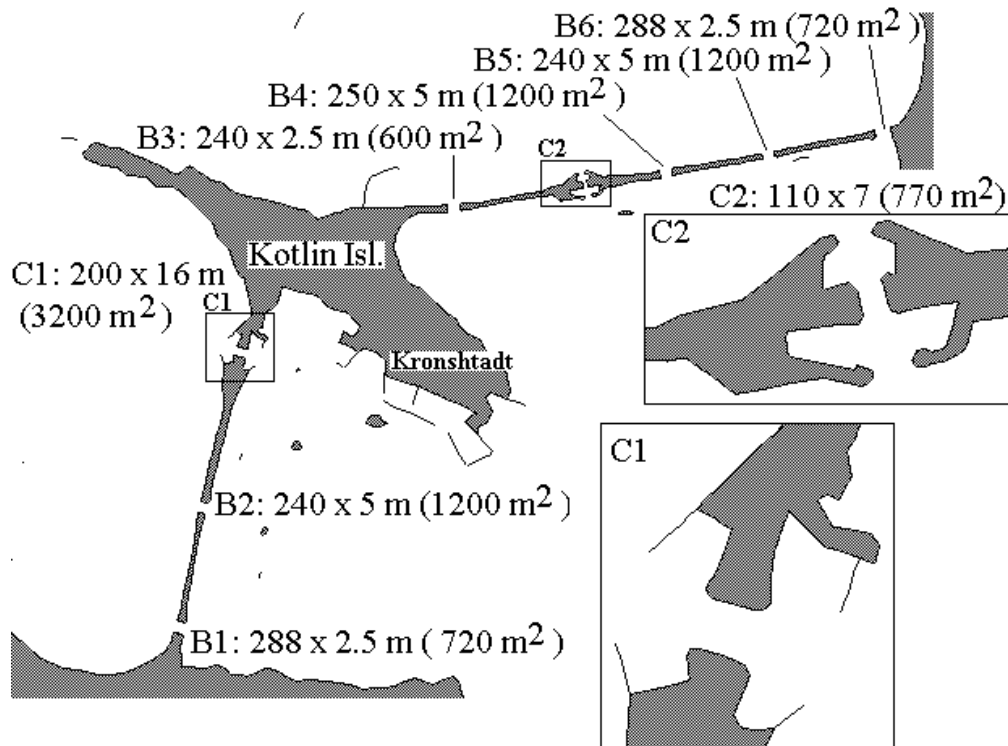 B6: 288 x 2.5 m (720 m2)
B5: 240 x 5 m (1200 m2)
B4: 250 x 5 m (1200 m2)
B3: 240 x 2.5 m (600 m2)
C2
C2: 110 x 7 (770 m2)
C2
Kotlin Isl.
C1: 200 x 16 m
(3200 m2)
C1
Kronshtadt
C1
B2: 240 x 5 m (1200 m2)
B1: 288 x 2.5 m ( 720 m2)